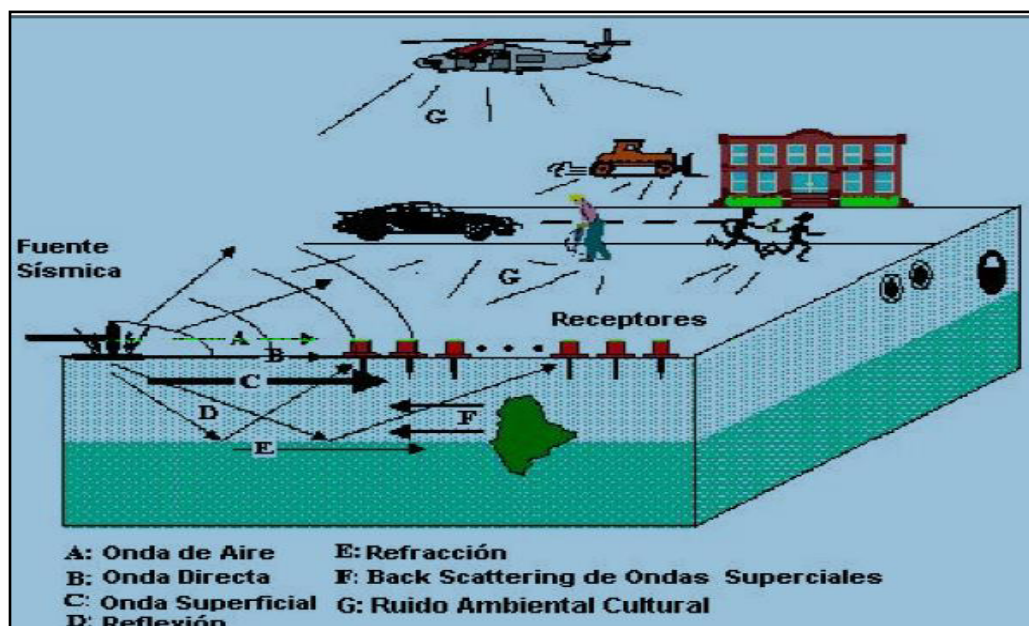 G
Fuente
Sísmica
G
Receptores
A
B
C
D
F
E
A: Onda de Aire
E: Refracción
B: Onda Directa
F: Back Scattering de Ondas Superciales
C: Onda Superficial
G: Ruido Ambiental Cultural
D: Reflexión